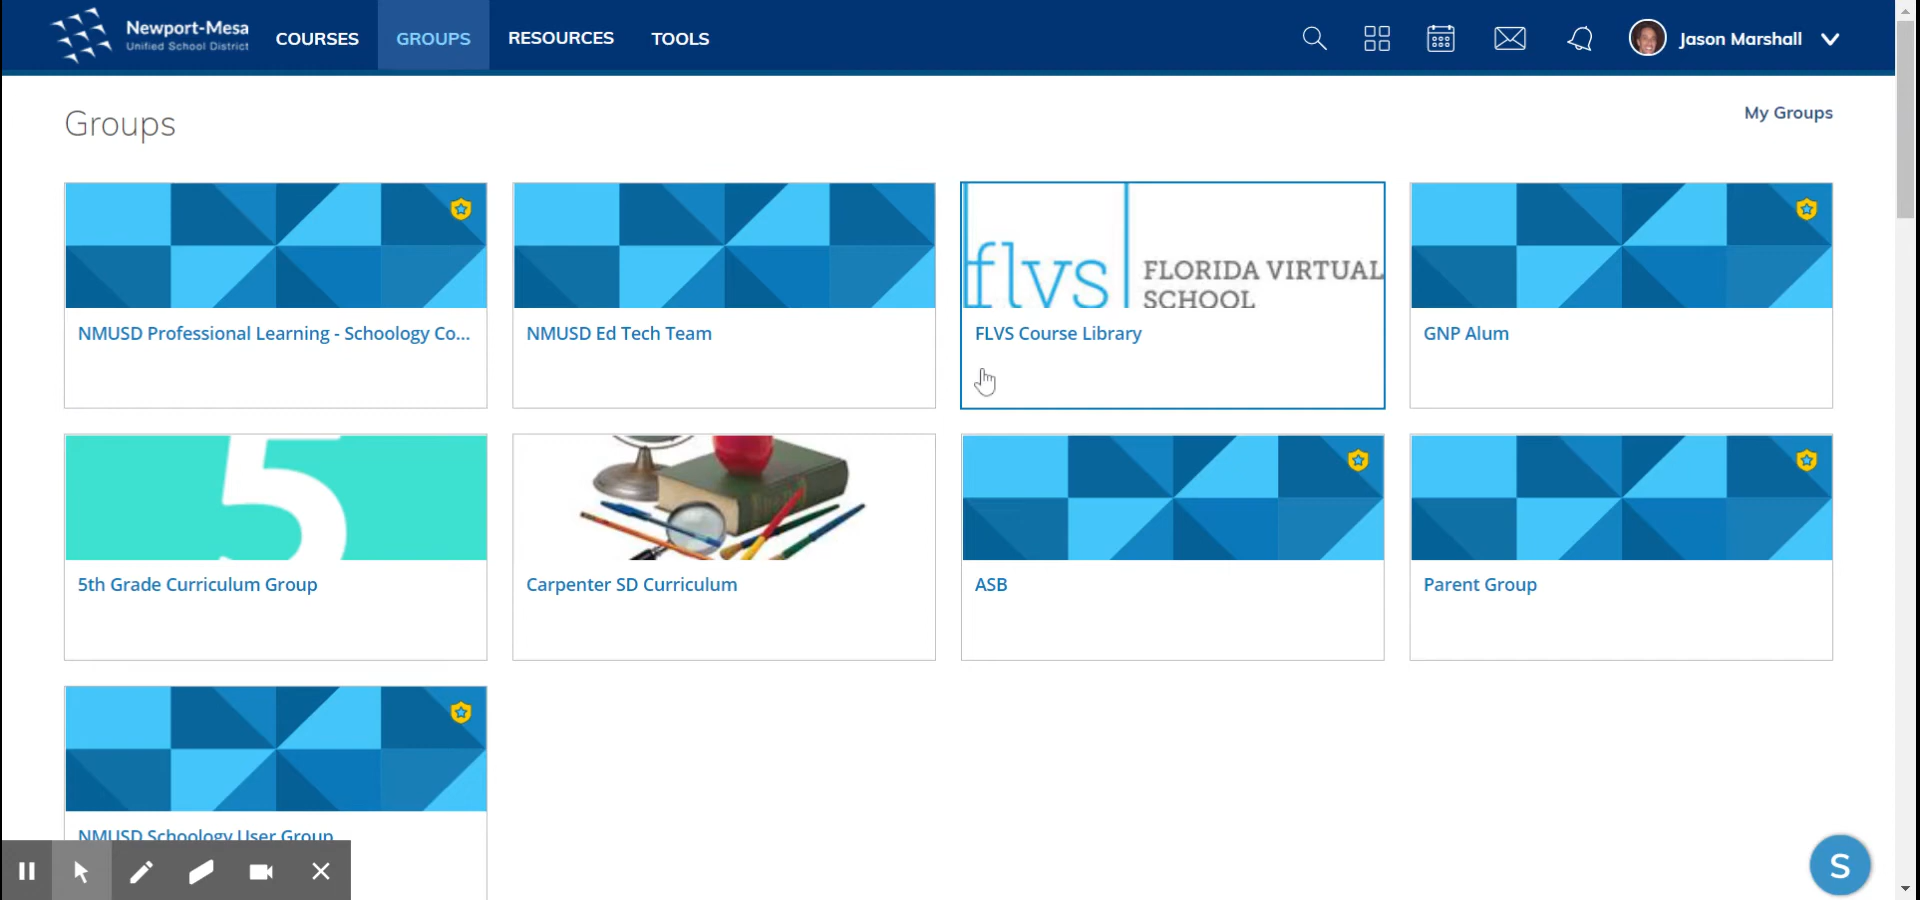 Newport-Mesa
Unified School District
COURSES
GROUPS
RESOURCES
TOOLS
Jason Marshall
Groups
My Groups
flvs
FLORIDA VIRTUAL
SCHOOL
NMUSD Professional Learning - Schoology Co...
NMUSD Ed Tech Team
FLVS Course Library
GNP Alum
5
5th Grade Curriculum Group
Carpenter SD Curriculum
ASB
Parent Group
NMUSD Schoology User Group
S